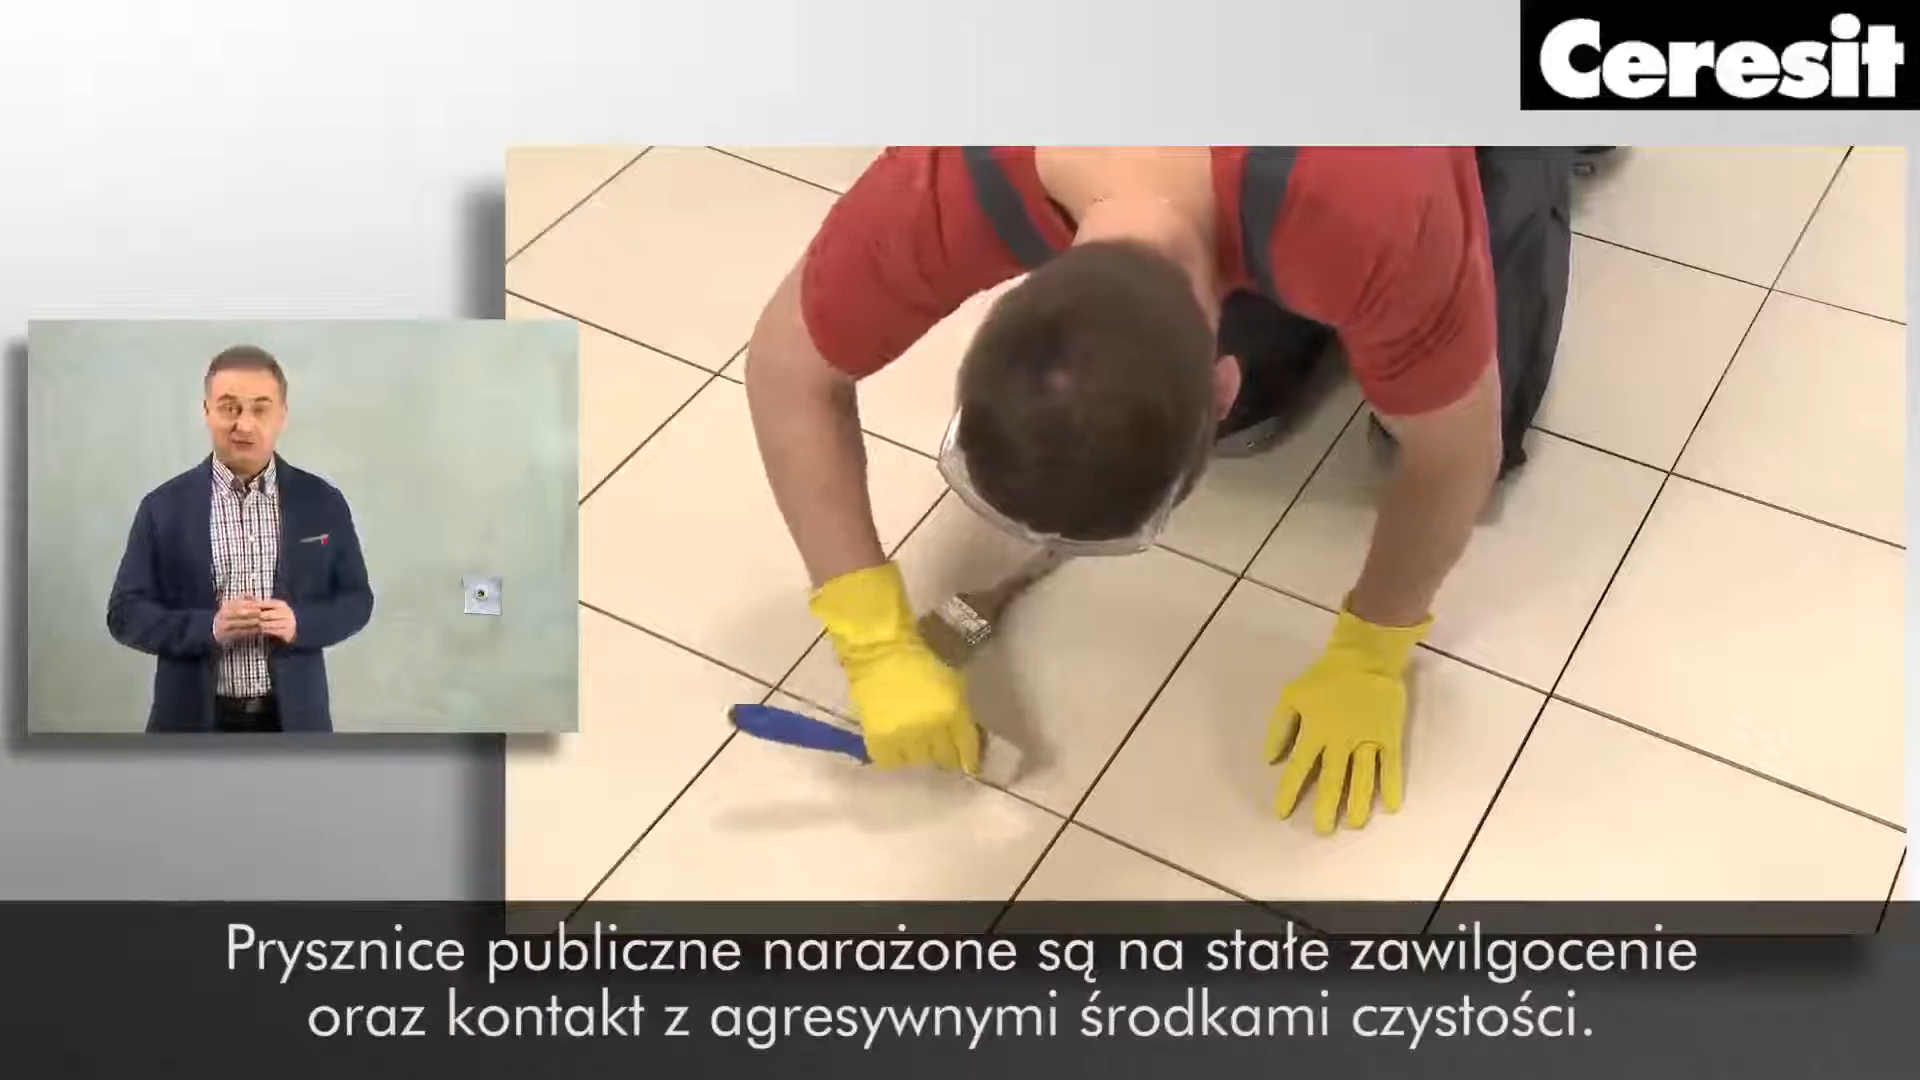 Ceresit
Prysznice publiczne narażone są na stałe zawilgocenie
oraz kontakt z agresywnymi środkami czystości.